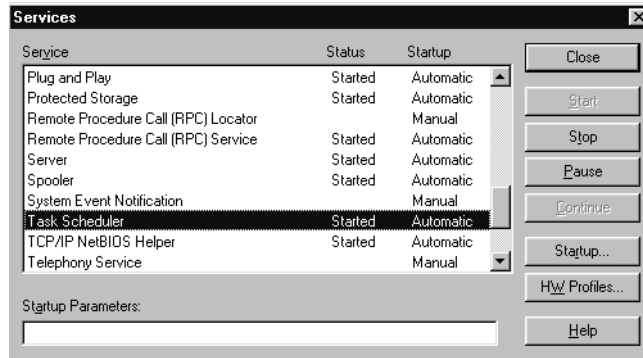 Services
Service Status Startup
Plug and Play Started Automatic
Protected Storage Started Automatic
Remote Procedure Call (RPC) Locator Manual
Remote Procedure Call (RPC) Service Started Automatic
Server Started Automatic
Spooler Started Automatic
System Event Notification Manual
Task Scheduler Started Automatic
TCP/IP NetBIOS Helper Started Automatic
Telephony Service Manual
Startup Parameters:
Close
Start
Stop
Pause
Continue
Startup...
HW Profiles...
Help